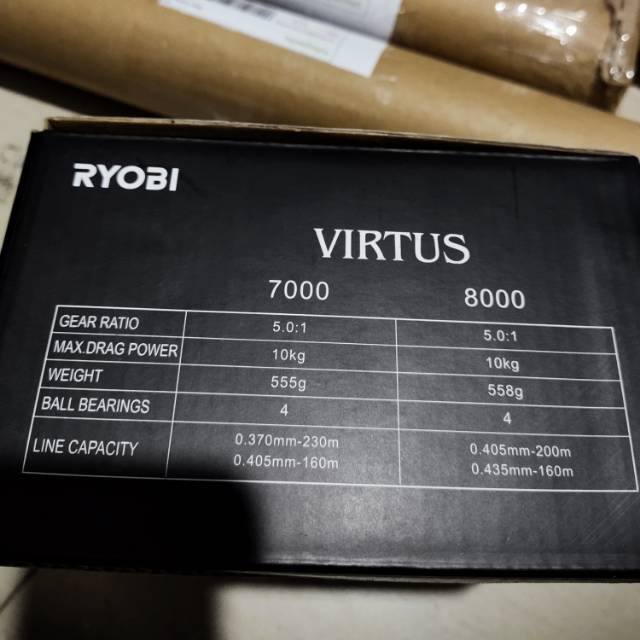 RYOBI
VIRTUS
7000 8000
GEAR RATIO 5.0:1 5.0:1
MAX.DRAG POWER 10kg 10kg
WEIGHT 555g 558g
BALL BEARINGS 4 4
LINE CAPACITY 0.370mm-230m 0.405mm-200m
0.405mm-160m 0.435mm-160m